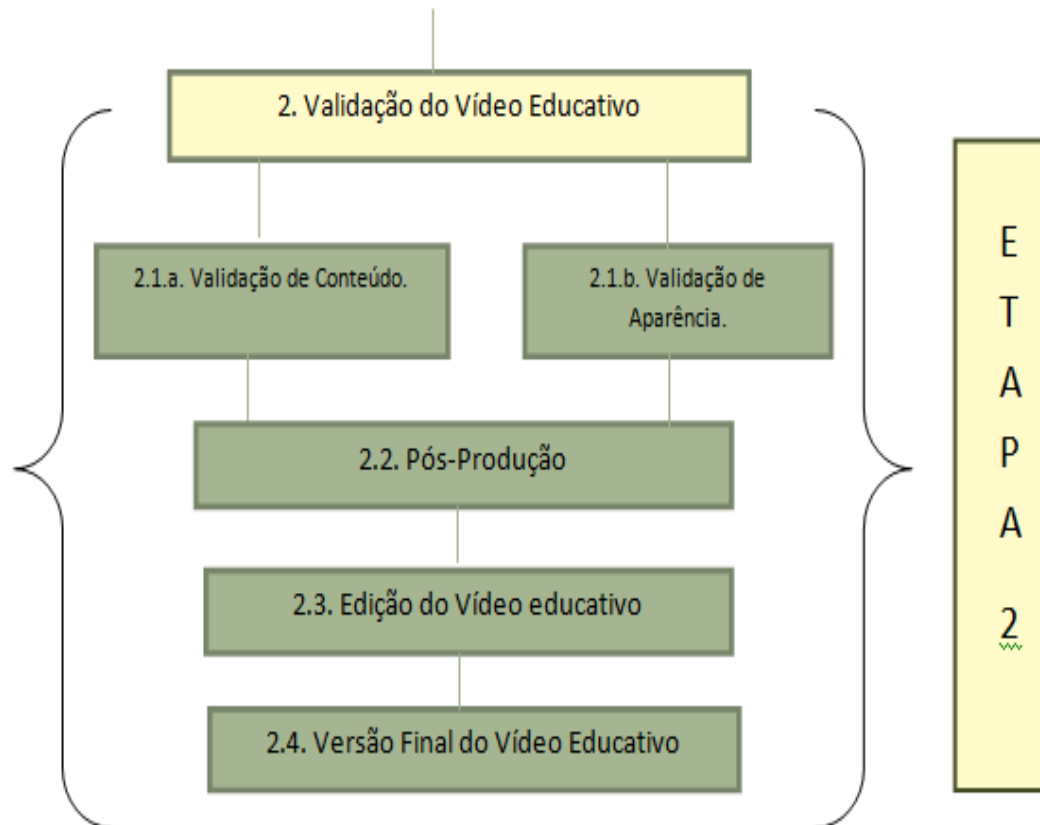 2. Validação do Vídeo Educativo
2.1.a. Validação de Conteúdo.
2.1.b. Validação de
Aparência.
2.2. Pós-Produção
2.3. Edição do Vídeo educativo
2.4. Versão Final do Vídeo Educativo
E
T
A
P
A
2